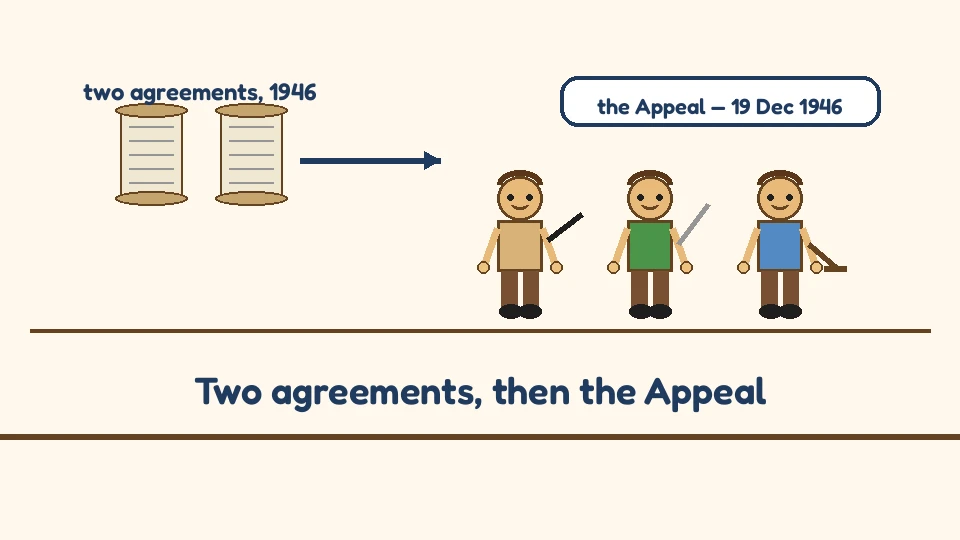 two agreements, 1946
the Appeal — 19 Dec 1946
Two agreements, then the Appeal